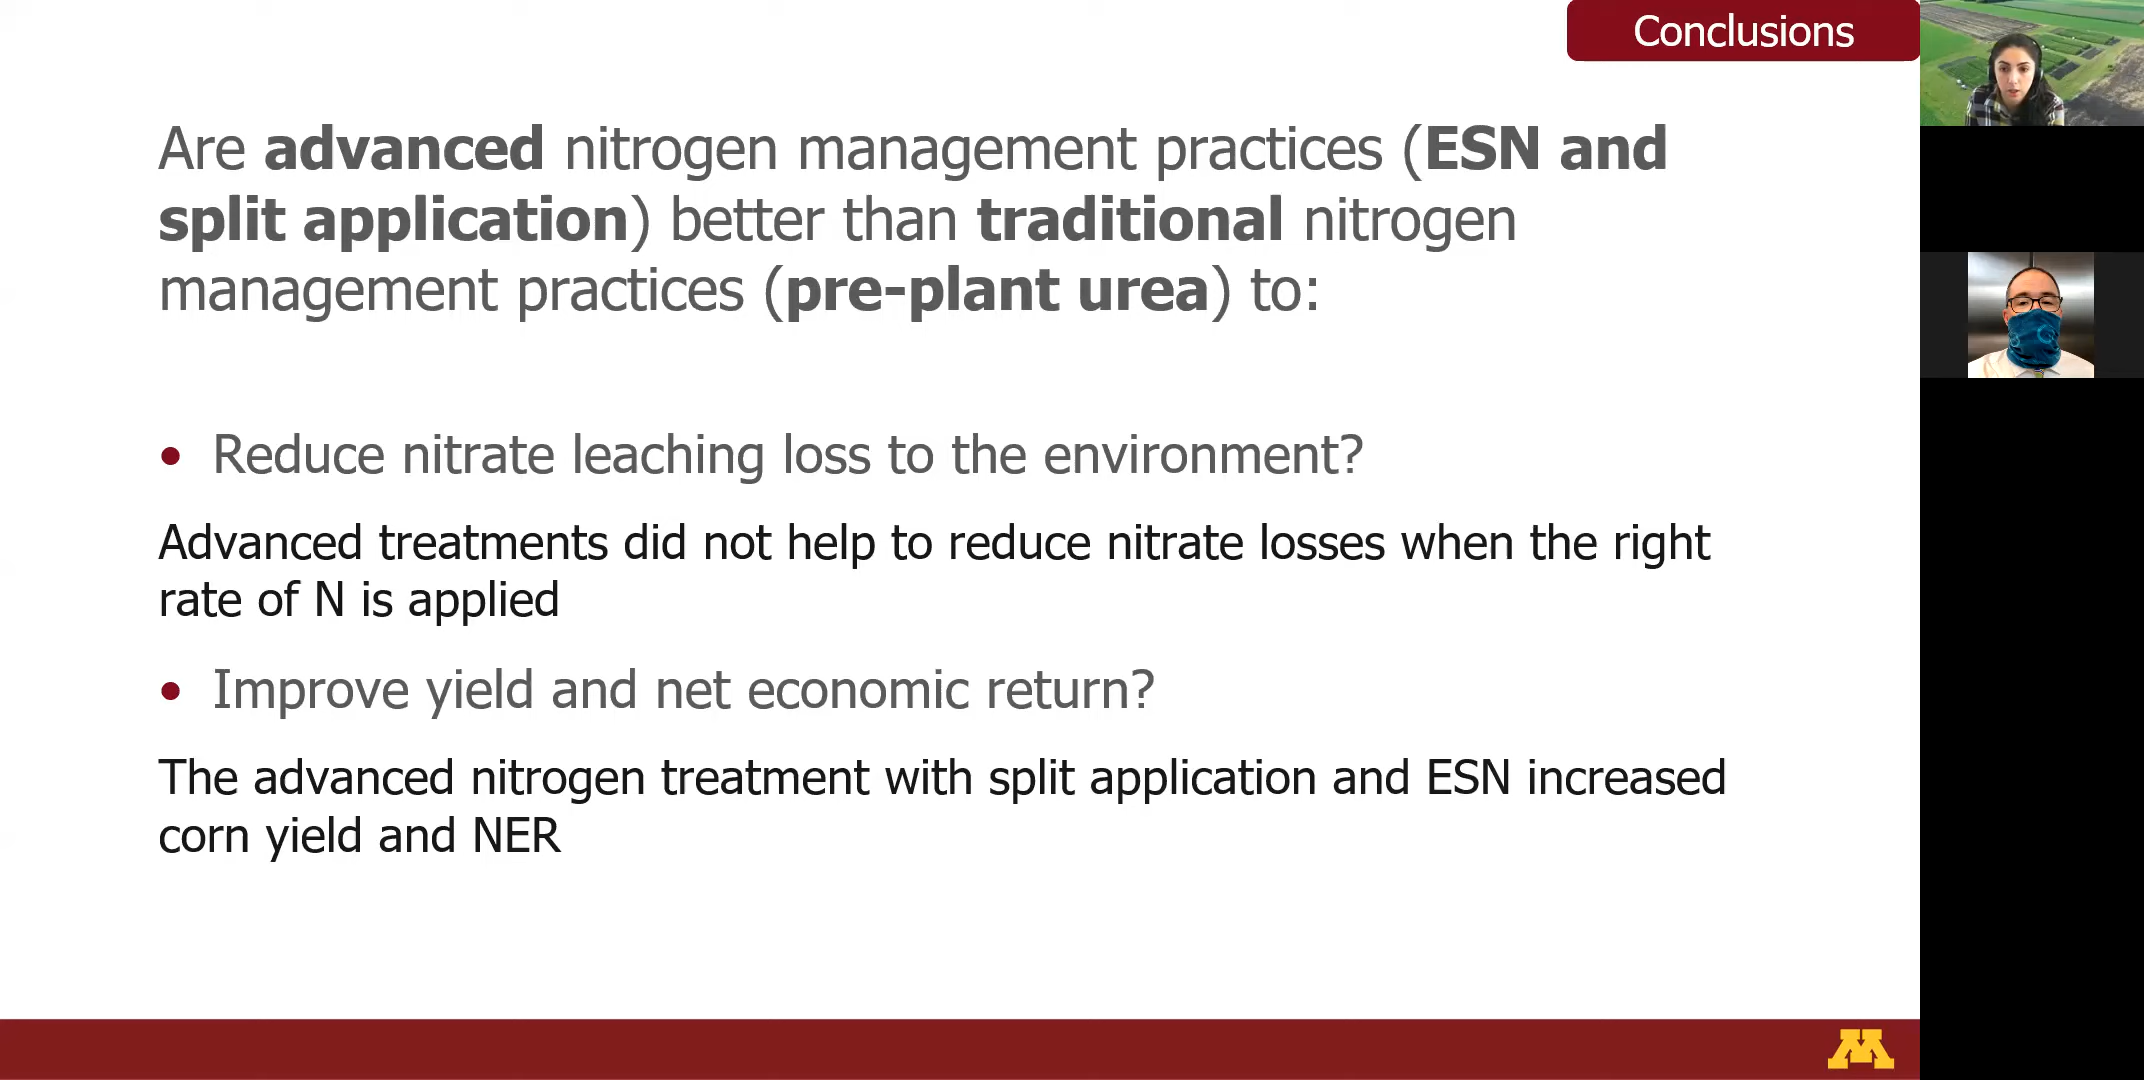 Conclusions
Are advanced nitrogen management practices (ESN and
split application) better than traditional nitrogen
management practices (pre-plant urea) to:
• Reduce nitrate leaching loss to the environment?
Advanced treatments did not help to reduce nitrate losses when the right
rate of N is applied
• Improve yield and net economic return?
The advanced nitrogen treatment with split application and ESN increased
corn yield and NER
M